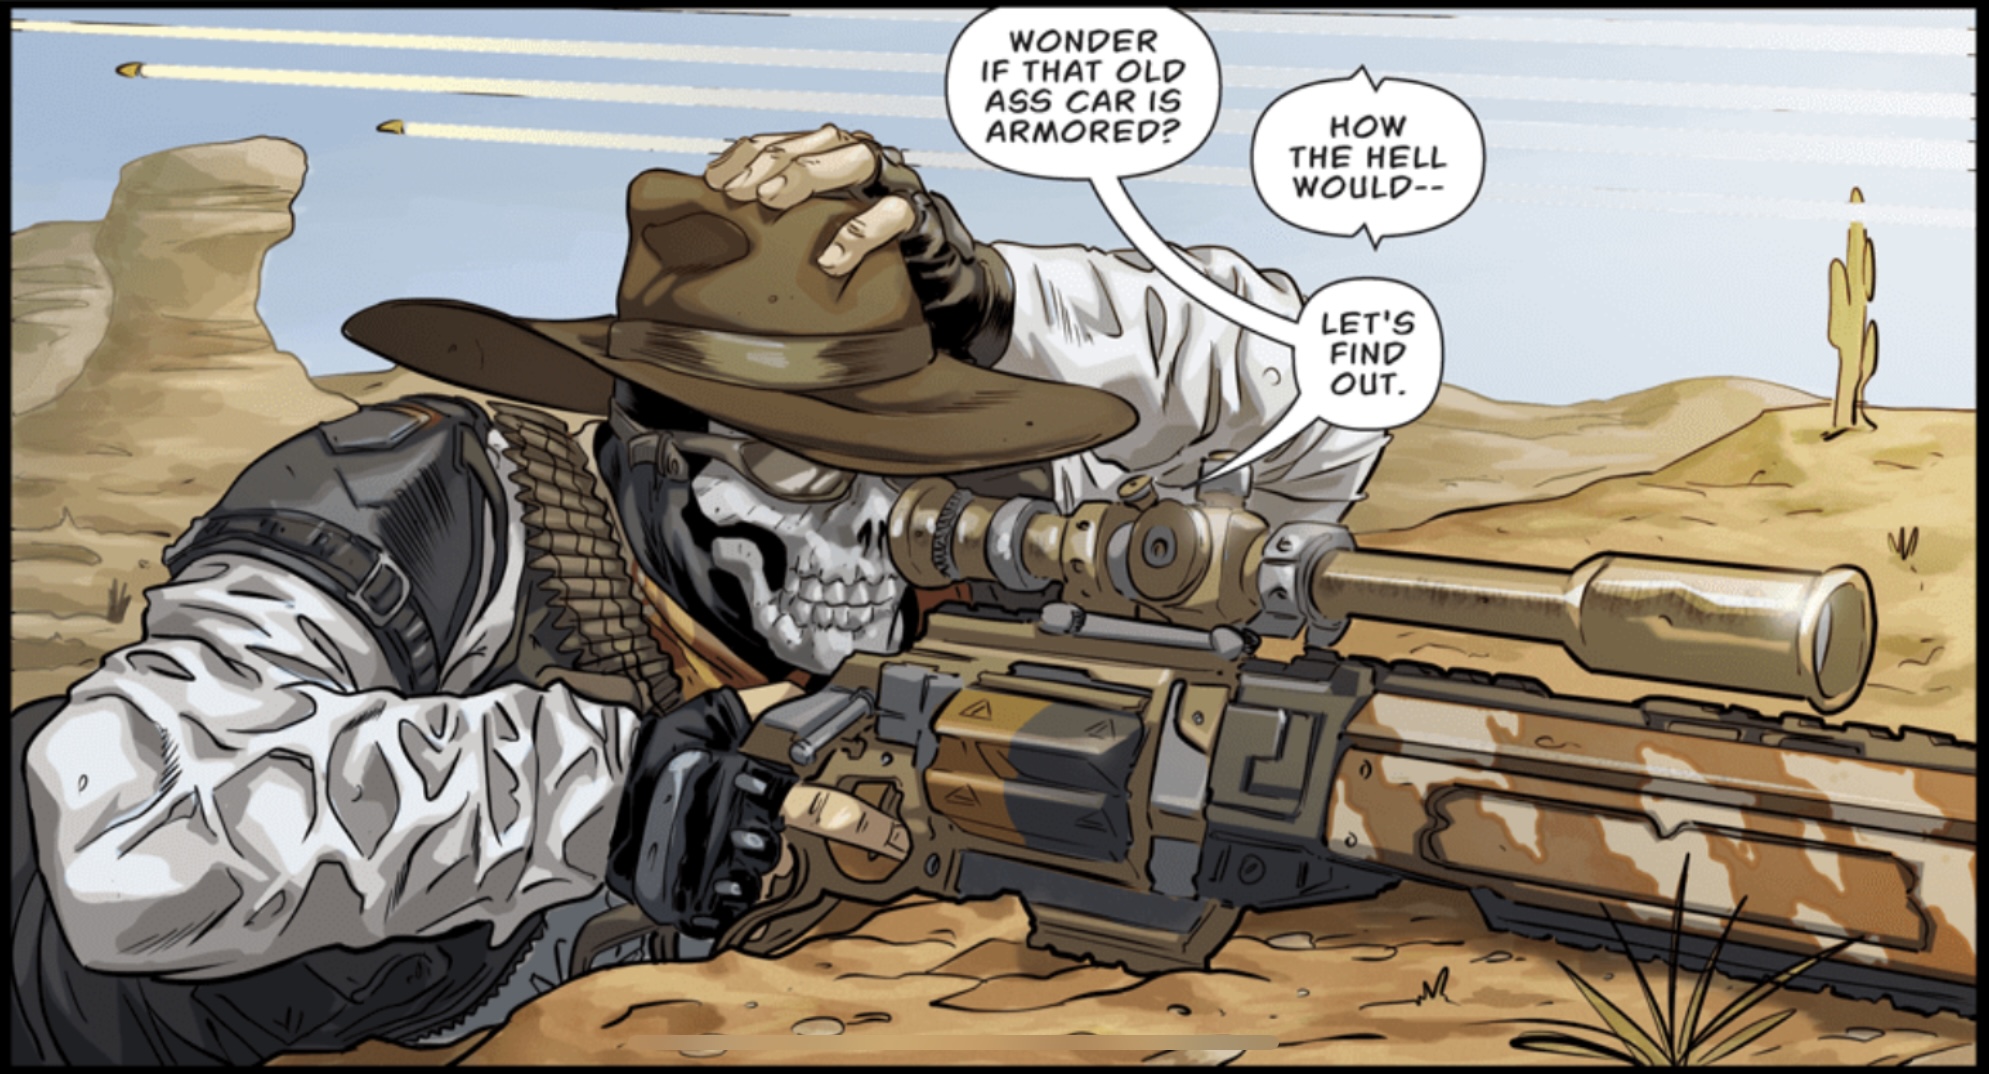 WONDER
IF THAT OLD
ASS CAR IS
ARMORED?
HOW
THE HELL
WOULD--
LET'S
FIND
OUT.